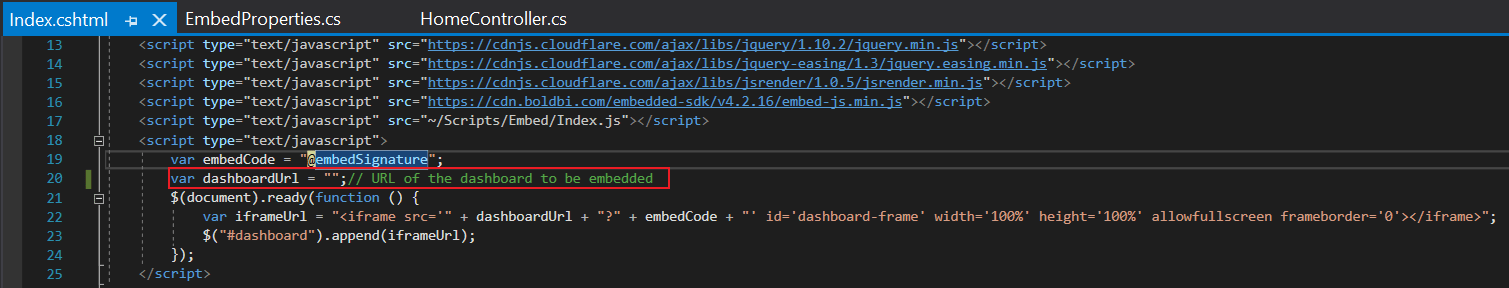 Index.cshtml EmbedProperties.cs HomeController.cs
13 <script type="text/javascript" src="https://cdnjs.cloudflare.com/ajax/libs/jquery/1.10.2/jquery.min.js"></script>
14 <script type="text/javascript" src="https://cdnjs.cloudflare.com/ajax/libs/jquery-easing/1.3/jquery.easing.min.js"></script>
15 <script type="text/javascript" src="https://cdnjs.cloudflare.com/ajax/libs/jsrender/1.0.5/jsrender.min.js"></script>
16 <script type="text/javascript" src="https://cdn.boldbi.com/embedded-sdk/v4.2.16/embed-js.min.js"></script>
17 <script type="text/javascript" src="~/Scripts/Embed/Index.js"></script>
18 <script type="text/javascript">
19 var embedCode = "@embedSignature";
20 var dashboardUrl = "";// URL of the dashboard to be embedded
21 $(document).ready(function () {
22 var iframeUrl = "<iframe src='" + dashboardUrl + "?" + embedCode + "' id='dashboard-frame' width='100%' height='100%' allowfullscreen frameborder='0'></iframe>";
23 $("#dashboard").append(iframeUrl);
24 });
25 </script>